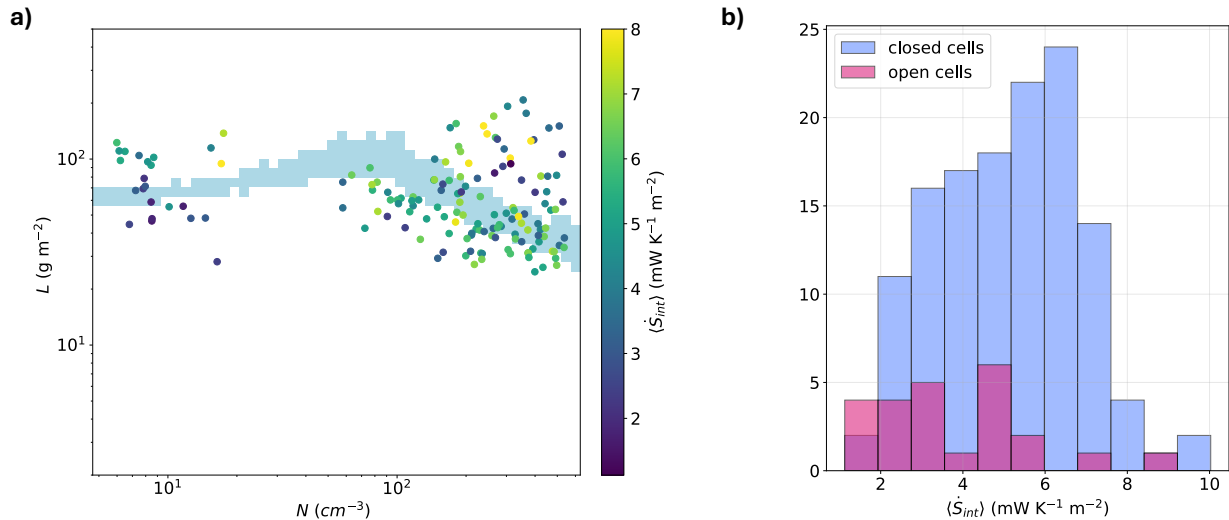 a)
L (g m⁻²)
10²
10¹
10¹
10²
N (cm⁻³)
8
7
6
5
4
3
2
⟨Ṡint⟩ (mW K⁻¹ m⁻²)
b)
closed cells
open cells
25
20
15
10
5
0
2
4
6
8
10
⟨Ṡint⟩ (mW K⁻¹ m⁻²)